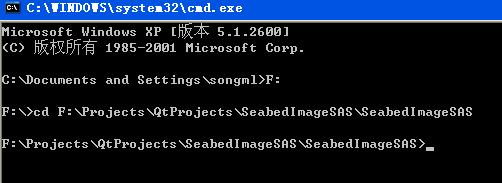 C:\WINDOWS\system32\cmd.exe
Microsoft Windows XP [版本 5.1.2600]
(C) 版权所有 1985-2001 Microsoft Corp.
C:\Documents and Settings\songml>F:
F:\>cd F:\Projects\QtProjects\SeabedImageSAS\SeabedImageSAS
F:\Projects\QtProjects\SeabedImageSAS\SeabedImageSAS>_